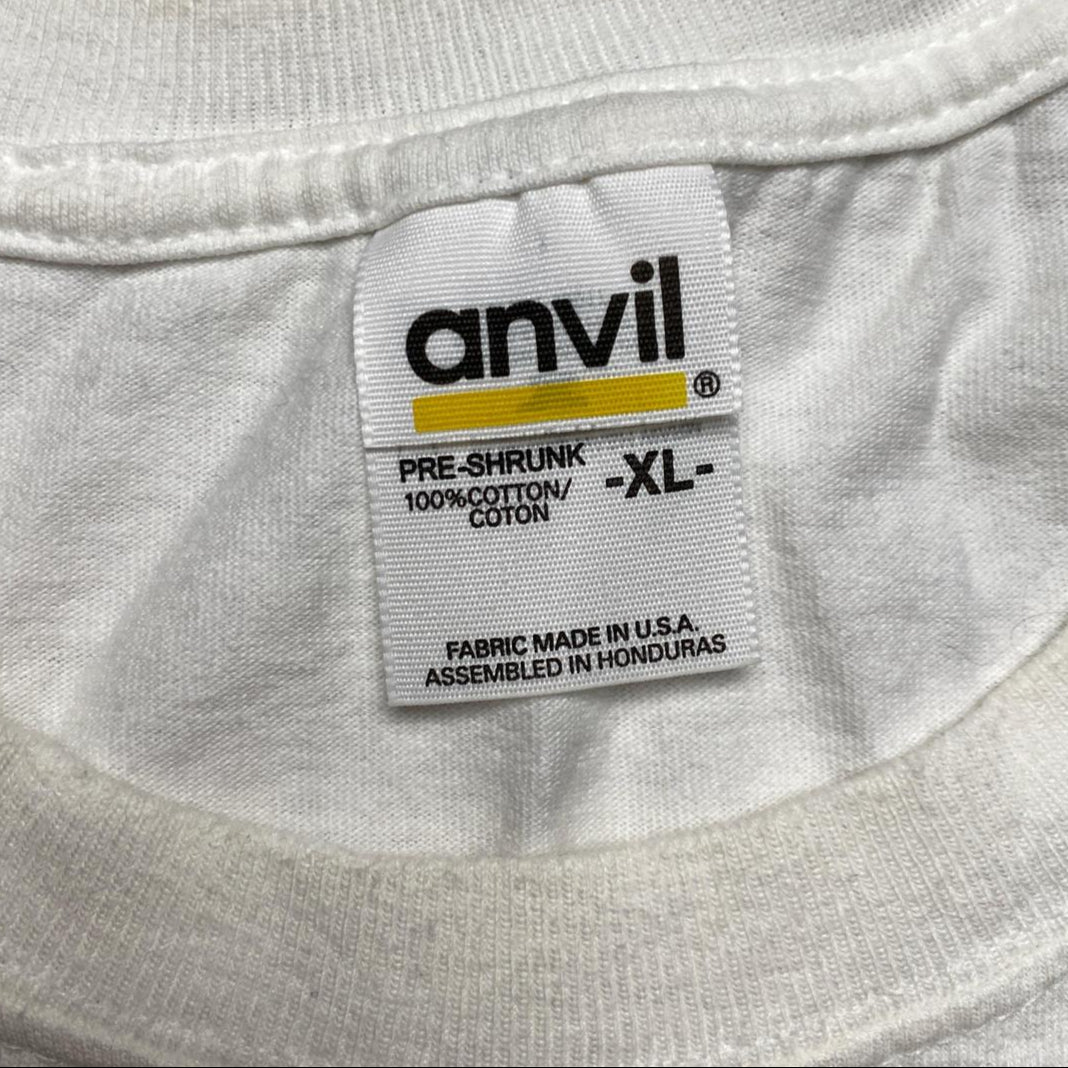 anvil®
PRE-SHRUNK -XL-
100%COTTON/
COTON
FABRIC MADE IN U.S.A.
ASSEMBLED IN HONDURAS